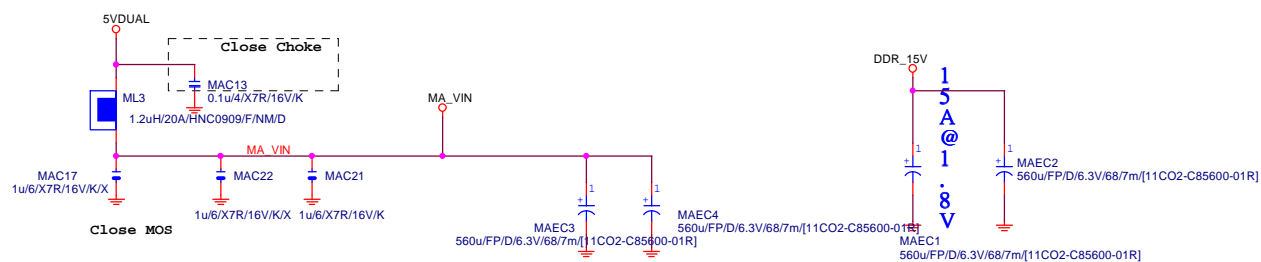 5VDUAL
Close Choke
MAC13
0.1u/4/X7R/16V/K
ML3
1.2uH/20A/HNC0909/F/NM/D
MA_VIN
MA_VIN
MAC17
1u/6/X7R/16V/K/X
MAC22
1u/6/X7R/16V/K/X
MAC21
1u/6/X7R/16V/K
Close MOS
1
+
MAEC3
560u/FP/D/6.3V/68/7m/[11CO2-C85600-01R]
1
+
MAEC4
560u/FP/D/6.3V/68/7m/[11CO2-C85600-01R]
DDR_15V
15A@1.8V
1
+
MAEC1
560u/FP/D/6.3V/68/7m/[11CO2-C85600-01R]
1
+
MAEC2
560u/FP/D/6.3V/68/7m/[11CO2-C85600-01R]